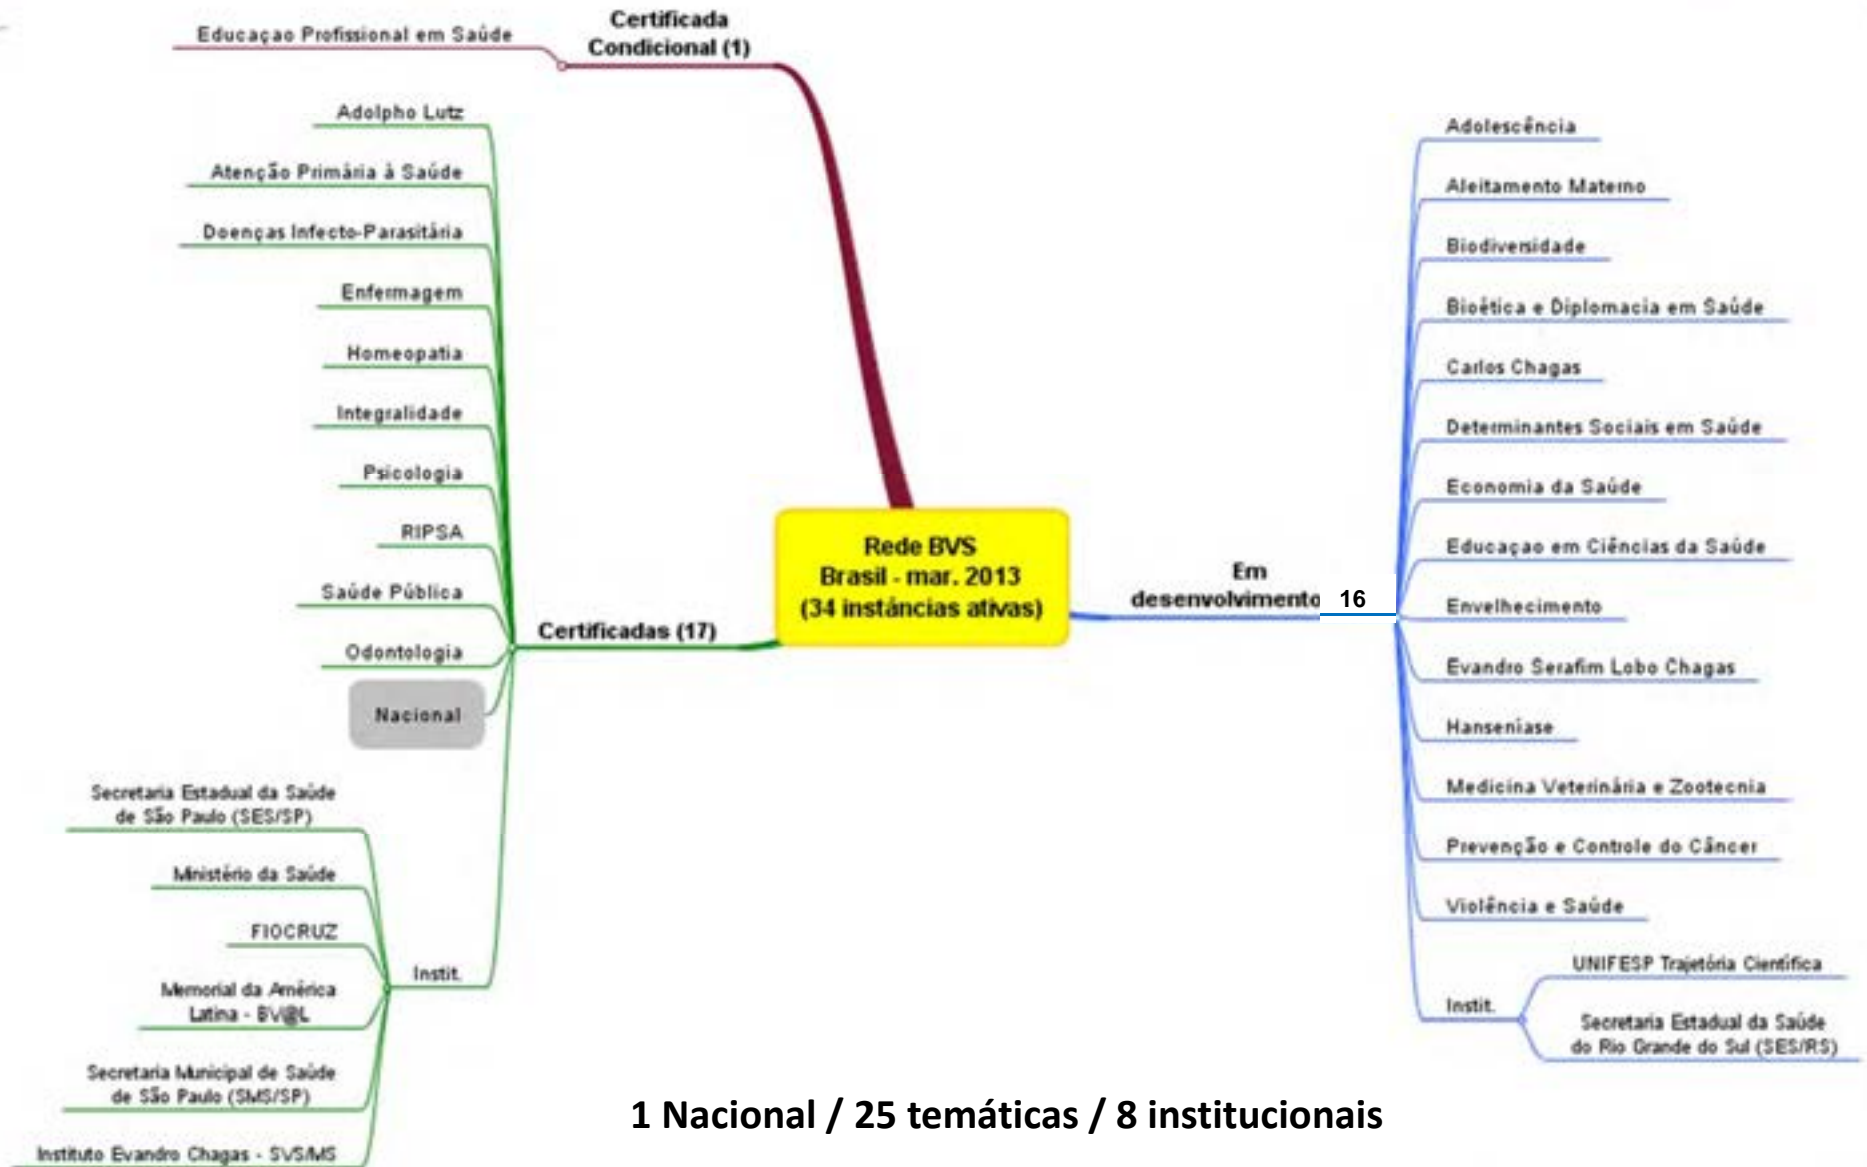 Certificada
Condicional (1)
Educaçao Profissional em Saúde
Adolpho Lutz
Atenção Primária à Saúde
Doenças Infecto-Parasitária
Enfermagem
Homeopatia
Integralidade
Psicologia
RIPSA
Saúde Pública
Odontologia
Nacional
Certificadas (17)
Instit.
Secretaria Estadual da Saúde
de São Paulo (SES/SP)
Ministério da Saúde
FIOCRUZ
Memorial da América
Latina - BV@L
Secretaria Municipal de Saúde
de São Paulo (SMS/SP)
Instituto Evandro Chagas - SVS/MS
Rede BVS
Brasil - mar. 2013
(34 instâncias ativas)
Em
desenvolvimento 16
Adolescência
Aleitamento Materno
Biodiversidade
Bioética e Diplomacia em Saúde
Carlos Chagas
Determinantes Sociais em Saúde
Economia da Saúde
Educaçao em Ciências da Saúde
Envelhecimento
Evandro Serafim Lobo Chagas
Hanseníase
Medicina Veterinária e Zootecnia
Prevenção e Controle do Câncer
Violência e Saúde
Instit.
UNIFESP Trajetória Científica
Secretaria Estadual da Saúde
do Rio Grande do Sul (SES/RS)
1 Nacional / 25 temáticas / 8 institucionais